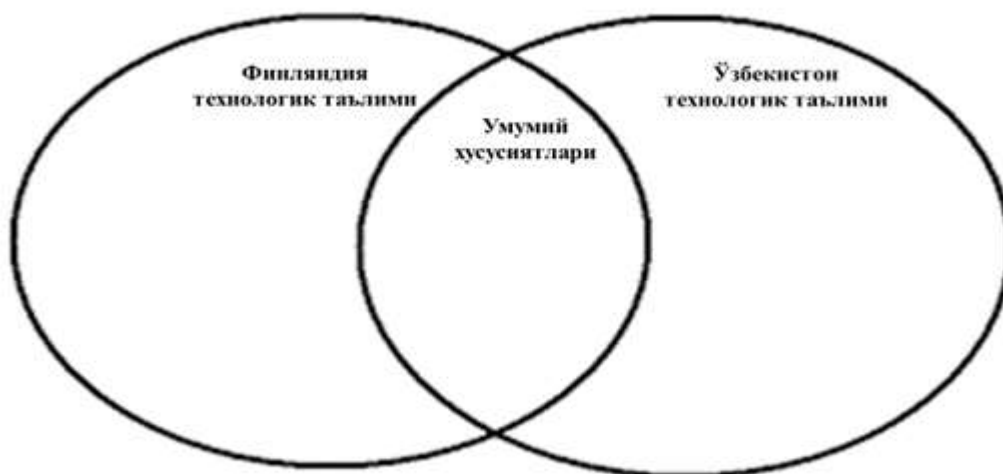 Финляндия
технологик таълими
Умумий
хусусиятлари
Ўзбекистон
технологик таълими